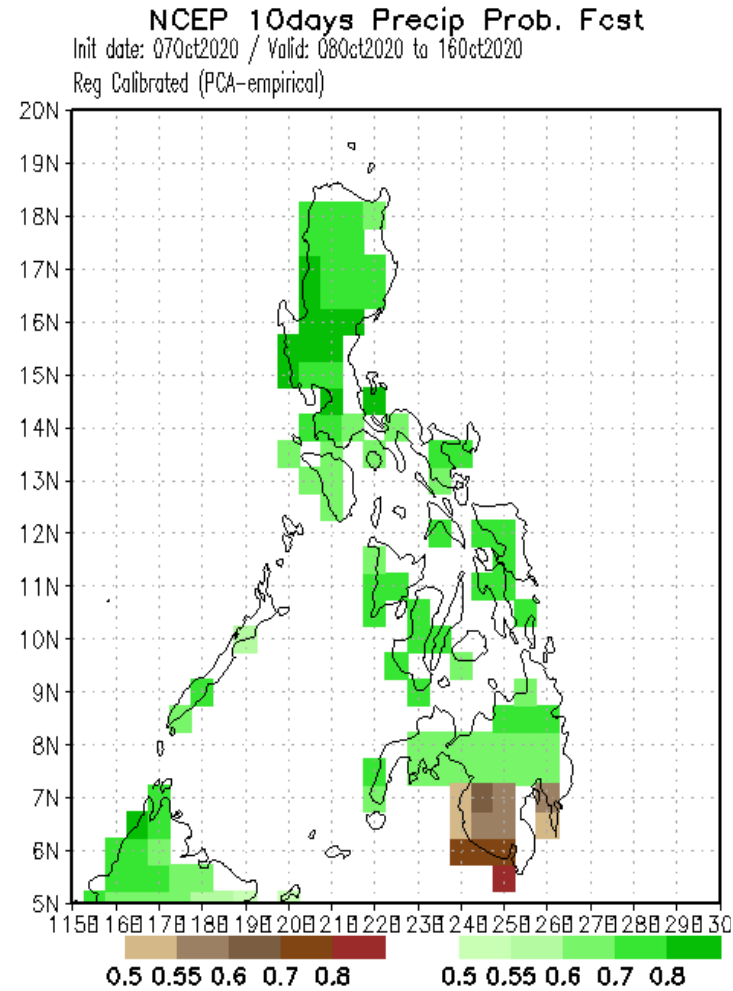 NCEP 10days Precip Prob. Fcst
Init date: 07Oct2020 / Valid: 08Oct2020 to 16Oct2020
Reg Calibrated (PCA-empirical)
20N
19N
18N
17N
16N
15N
14N
13N
12N
11N
10N
9N
8N
7N
6N
5N
0.5 0.55 0.6 0.7 0.8 0.5 0.55 0.6 0.7 0.8